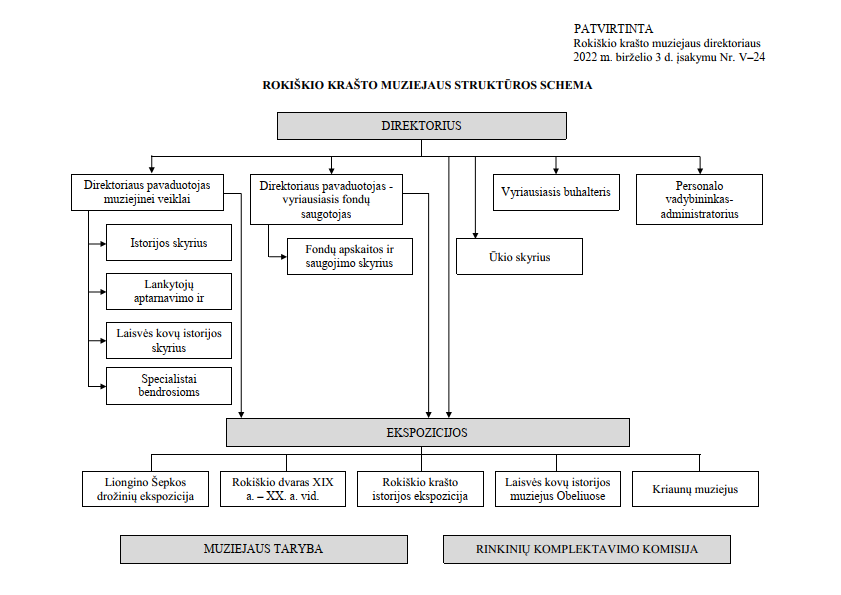 PATVIRTINTA
Rokiškio krašto muziejaus direktoriaus
2022 m. birželio 3 d. įsakymu Nr. V–24
ROKIŠKIO KRAŠTO MUZIEJAUS STRUKTŪROS SCHEMA
DIREKTORIUS
Direktoriaus pavaduotojas
muziejinei veiklai
Direktoriaus pavaduotojas -
vyriausiasis fondų
saugotojas
Vyriausiasis buhalteris
Personalo
vadybininkas-
administratorius
Istorijos skyrius
Fondų apskaitos ir
saugojimo skyrius
Ūkio skyrius
Lankytojų
aptarnavimo ir
Laisvės kovų istorijos
skyrius
Specialistai
bendrosioms
EKSPOZICIJOS
Liongino Šepkos
drožinių ekspozicija
Rokiškio dvaras XIX
a. – XX. a. vid.
Rokiškio krašto
istorijos ekspozicija
Laisvės kovų istorijos
muziejus Obeliuose
Kriaunų muziejus
MUZIEJAUS TARYBA
RINKINIŲ KOMPLEKTAVIMO KOMISIJA